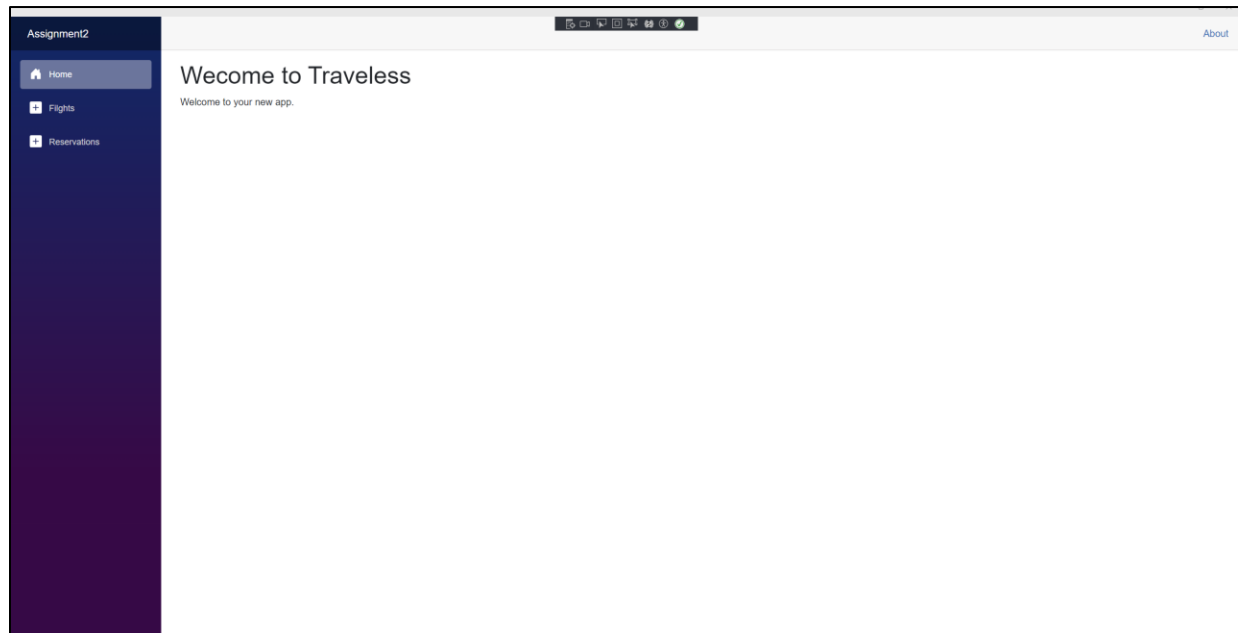 Assignment2
About
Home
Flights
Reservations
Wecome to Traveless
Welcome to your new app.